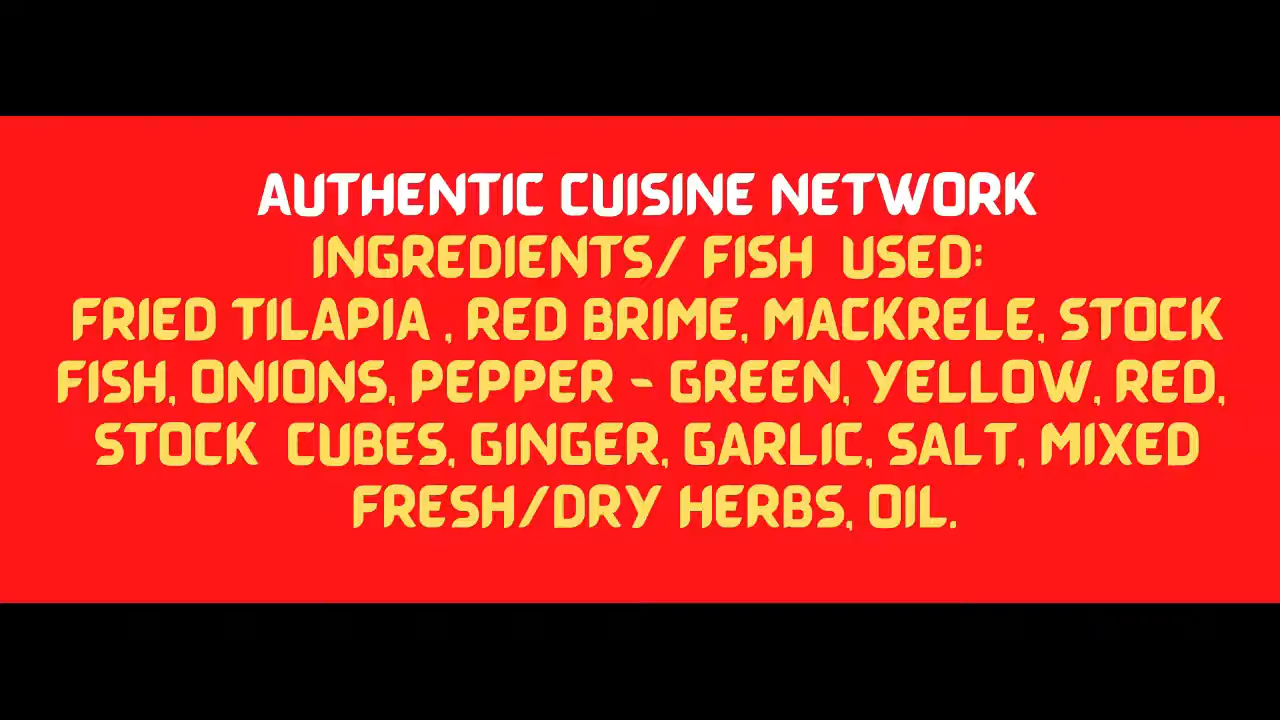 AUTHENTIC CUISINE NETWORK
INGREDIENTS/ FISH USED:
FRIED TILAPIA , RED BRIME, MACKRELE, STOCK
FISH, ONIONS, PEPPER - GREEN, YELLOW, RED,
STOCK CUBES, GINGER, GARLIC, SALT, MIXED
FRESH/DRY HERBS, OIL.